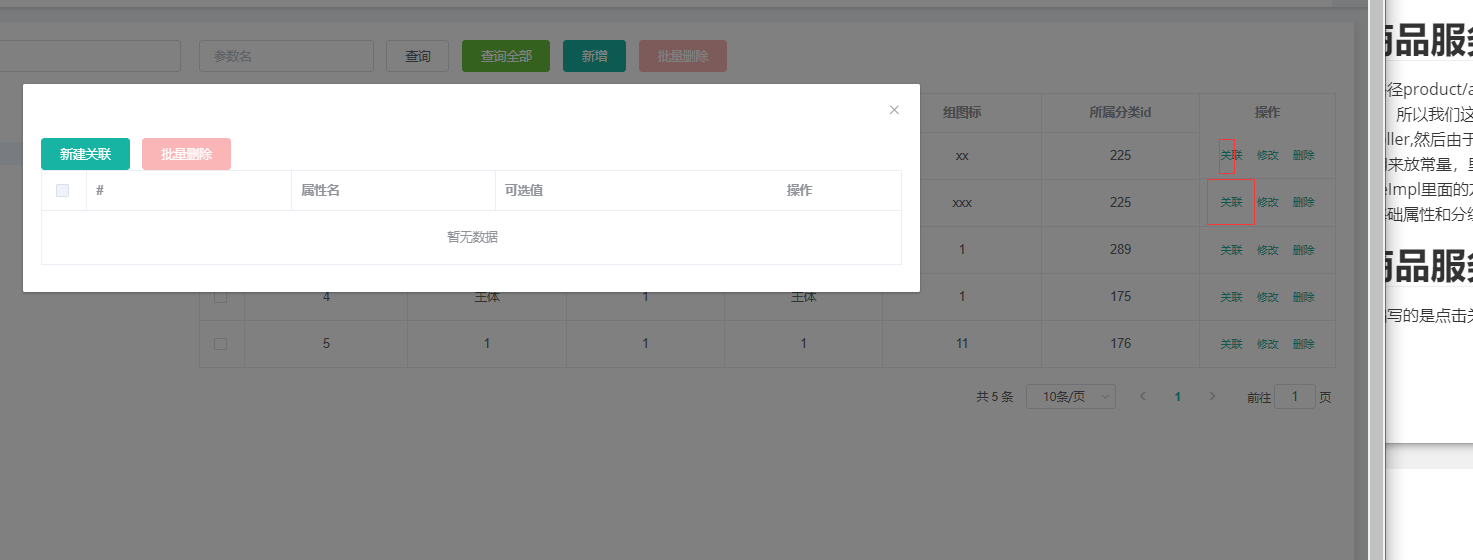 参数名 查询 查询全部 新增 批量删除
组图标 所属分类id 操作
xx 225 关联 修改 删除
xxx 225 关联 修改 删除
1 289 关联 修改 删除
4 主体 1 主体 1 175 关联 修改 删除
5 1 1 1 11 176 关联 修改 删除
共 5 条 10条/页 1 前往 1 页
新建关联 批量删除
# 属性名 可选值 操作
暂无数据
商品服
径product/a
所以我们这
ller,然后由于
来放常量,
eImpl里面的
础属性和分
商品服
写的是点击